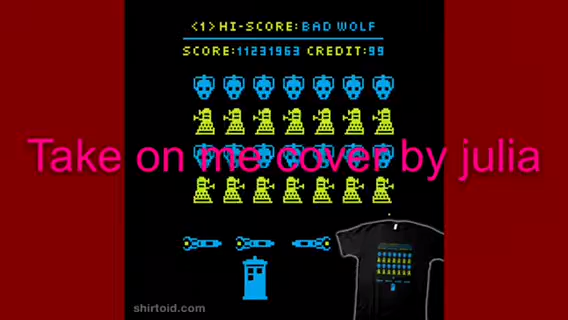 <1> HI-SCORE: BAD WOLF
SCORE: 11231963 CREDIT: 99
Take on me cover by julia
shirtoid.com